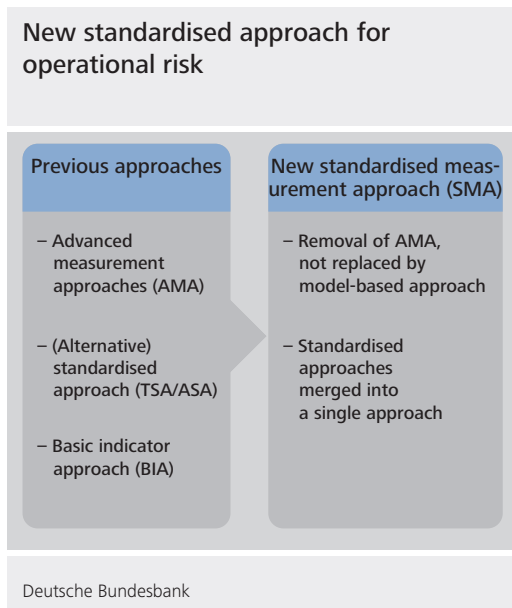 New standardised approach for
operational risk
Previous approaches
– Advanced
measurement
approaches (AMA)
– (Alternative)
standardised
approach (TSA/ASA)
– Basic indicator
approach (BIA)
New standardised meas-
urement approach (SMA)
– Removal of AMA,
not replaced by
model-based approach
– Standardised
approaches
merged into
a single approach
Deutsche Bundesbank